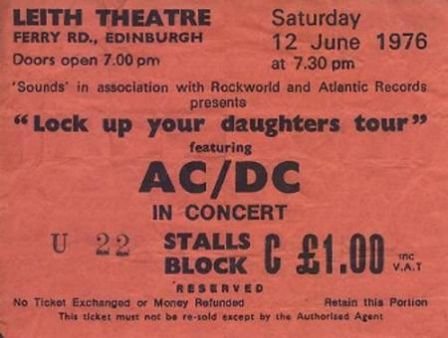 LEITH THEATRE
FERRY RD., EDINBURGH
Doors open 7.00 pm
Saturday
12 June 1976
at 7.30 pm
'Sounds' in association with Rockworld and Atlantic Records
presents
"Lock up your daughters tour"
featuring
AC/DC
IN CONCERT
U 22 STALLS BLOCK C £1.00 inc V.A.T
RESERVED
No Ticket Exchanged or Money Refunded Retain this Portion
This ticket must not be re-sold except by the Authorised Agent